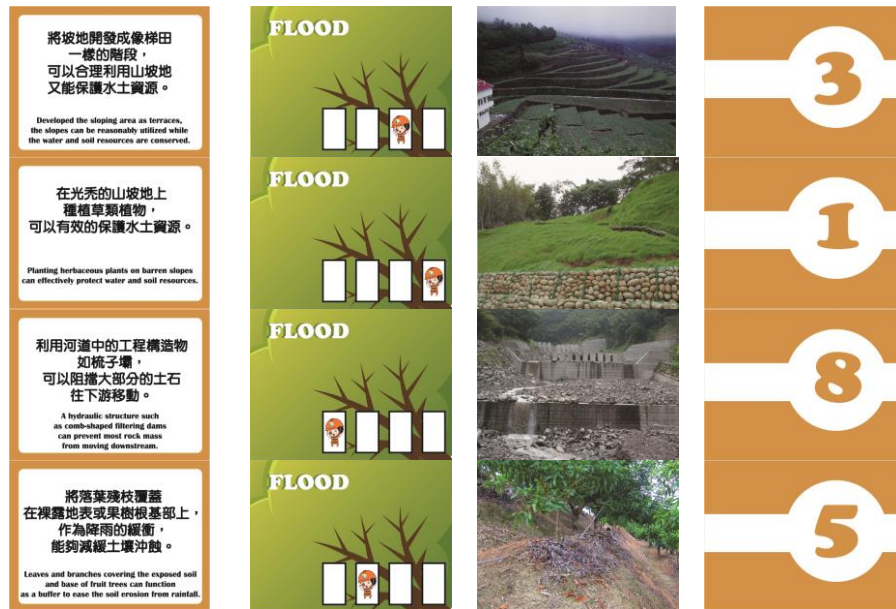 將坡地開發成像梯田
一樣的階段，
可以合理利用山坡地
又能保護水土資源。
Developed the sloping area as terraces,
the slopes can be reasonably utilized while
the water and soil resources are conserved.
FLOOD
3
在光禿的山坡地上
種植草類植物，
可以有效的保護水土資源。
Planting herbaceous plants on barren slopes
can effectively protect water and soil resources.
FLOOD
1
利用河道中的工程構造物
如梳子壩，
可以阻擋大部分的土石
往下游移動。
A hydraulic structure such
as comb-shaped filtering dams
can prevent most rock mass
from moving downstream.
FLOOD
8
將落葉殘枝覆蓋
在裸露地表或果樹根基部上，
作為降雨的緩衝，
能夠減緩土壤沖蝕。
Leaves and branches covering the exposed soil
and base of fruit trees can function
as a buffer to ease the soil erosion from rainfall.
FLOOD
5